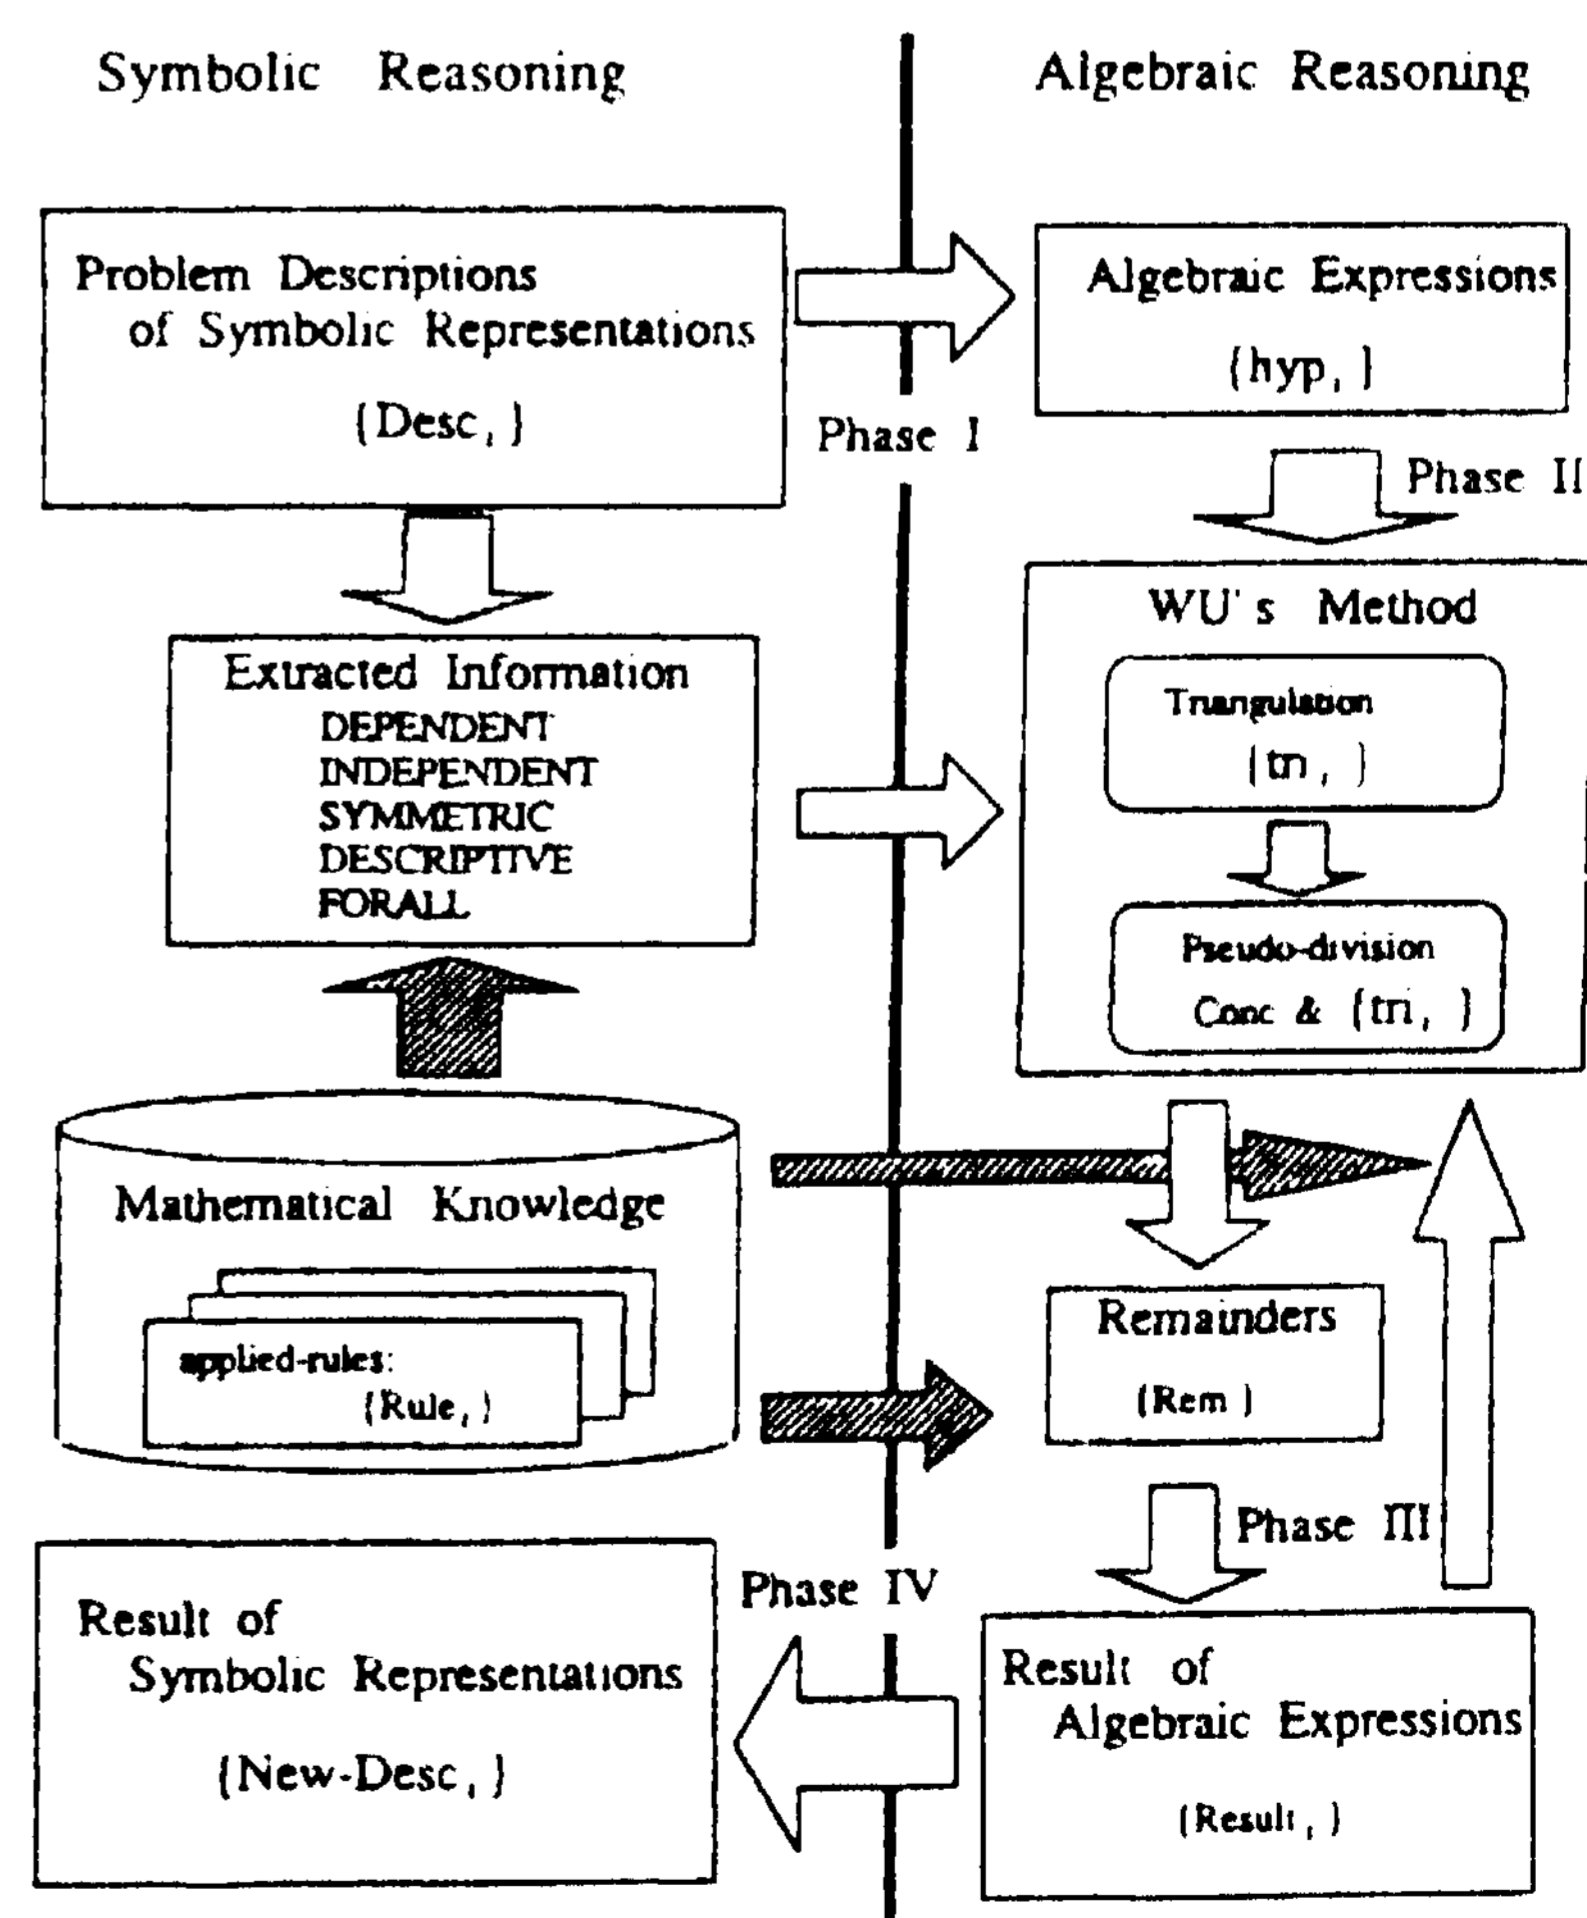 Symbolic Reasoning
Algebraic Reasoning
Problem Descriptions
of Symbolic Representations
{Desc, }
Algebraic Expressions
{hyp, }
Phase I
Phase II
Extracted Information
DEPENDENT
INDEPENDENT
SYMMETRIC
DESCRIPTIVE
FORALL
WU's Method
Triangulation
{tri, }
Pseudo-division
Conc & {tri, }
Mathematical Knowledge
applied-rules:
{Rule, }
Remainders
{Rem }
Phase III
Phase IV
Result of
Symbolic Representations
{New-Desc, }
Result of
Algebraic Expressions
{Result, }